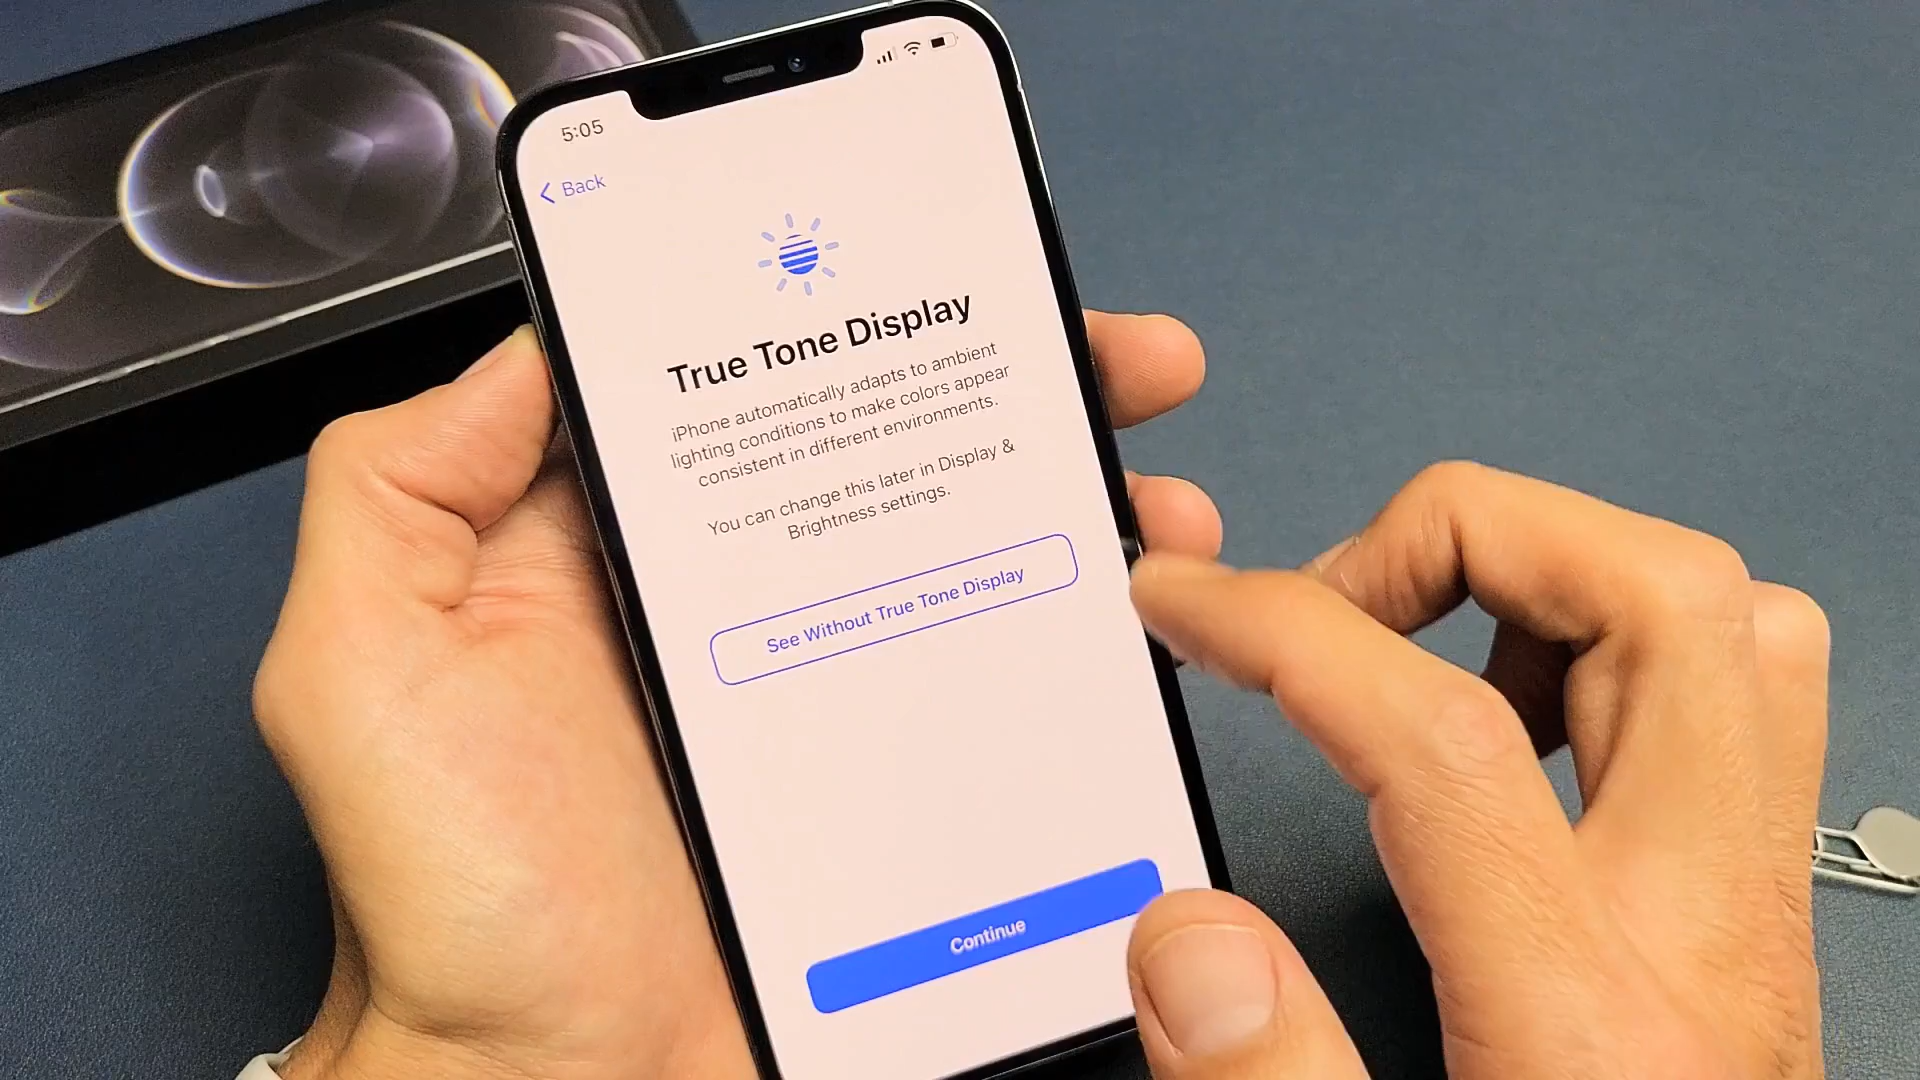 5:05
Back
True Tone Display
iPhone automatically adapts to ambient
lighting conditions to make colors appear
consistent in different environments.
You can change this later in Display &
Brightness settings.
See Without True Tone Display
Continue